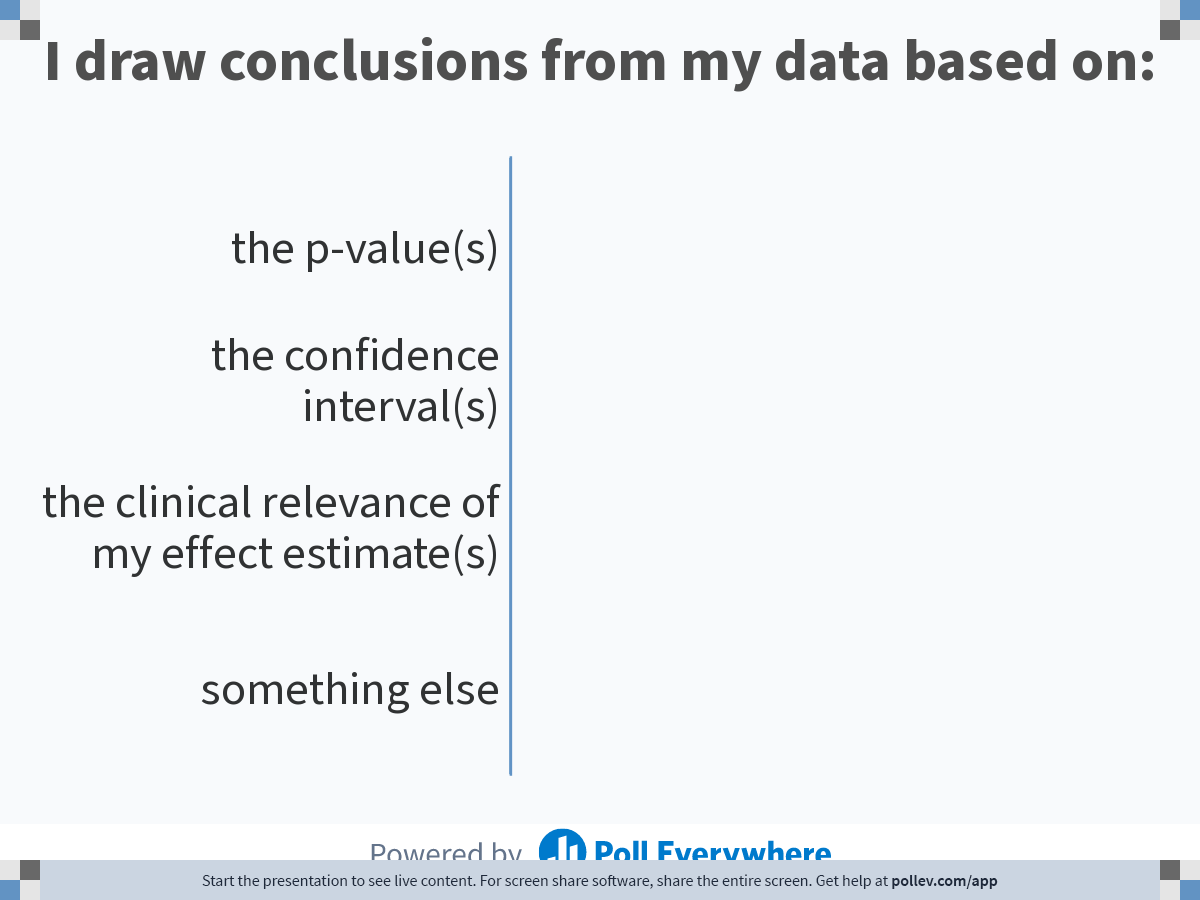 I draw conclusions from my data based on:
the p-value(s)
the confidence
interval(s)
the clinical relevance of
my effect estimate(s)
something else
Powered by Poll Everywhere
Start the presentation to see live content. For screen share software, share the entire screen. Get help at pollev.com/app